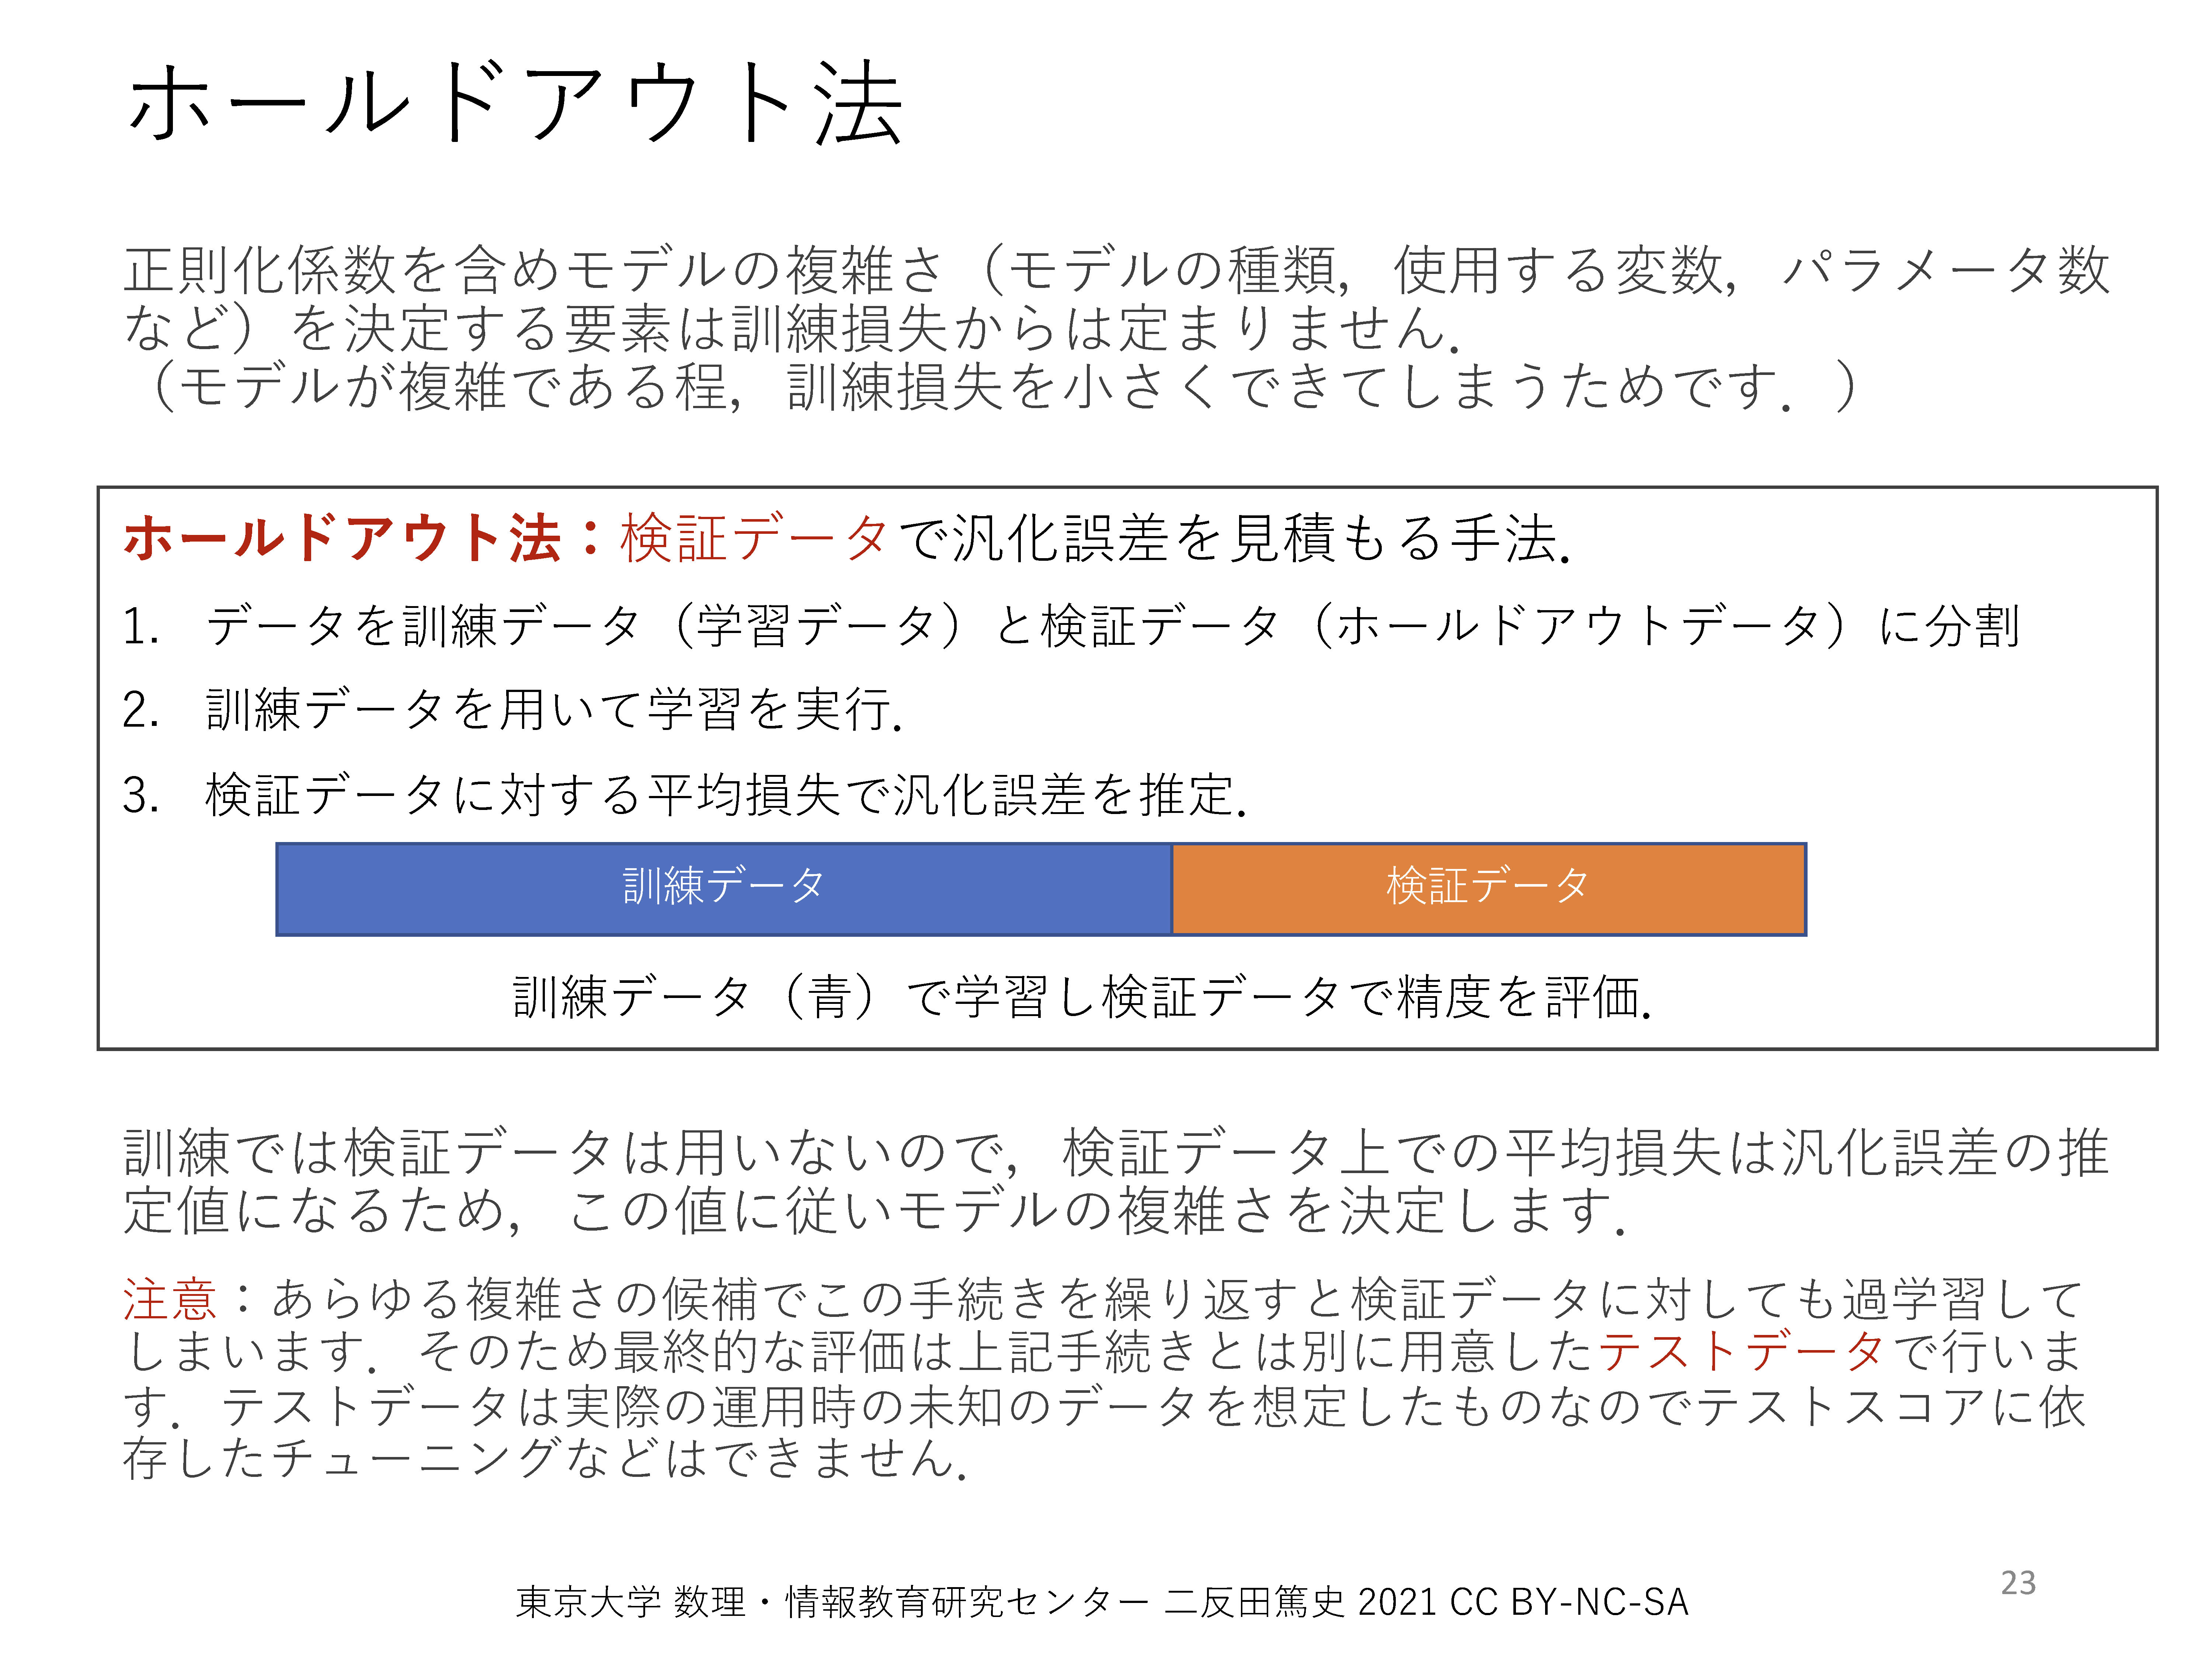 ホールドアウト法
正則化係数を含めモデルの複雑さ（モデルの種類，使用する変数，パラメータ数
など）を決定する要素は訓練損失からは定まりません．
（モデルが複雑である程，訓練損失を小さくできてしまうためです．）
ホールドアウト法：検証データで汎化誤差を見積もる手法．
1. データを訓練データ（学習データ）と検証データ（ホールドアウトデータ）に分割
2. 訓練データを用いて学習を実行．
3. 検証データに対する平均損失で汎化誤差を推定．
訓練データ 検証データ
訓練データ（青）で学習し検証データで精度を評価．
訓練では検証データは用いないので，検証データ上での平均損失は汎化誤差の推
定値になるため，この値に従いモデルの複雑さを決定します．
注意：あらゆる複雑さの候補でこの手続きを繰り返すと検証データに対しても過学習して
しまいます．そのため最終的な評価は上記手続きとは別に用意したテストデータで行いま
す．テストデータは実際の運用時の未知のデータを想定したものなのでテストスコアに依
存したチューニングなどはできません．
東京大学 数理・情報教育研究センター 二反田篤史 2021 CC BY-NC-SA
23